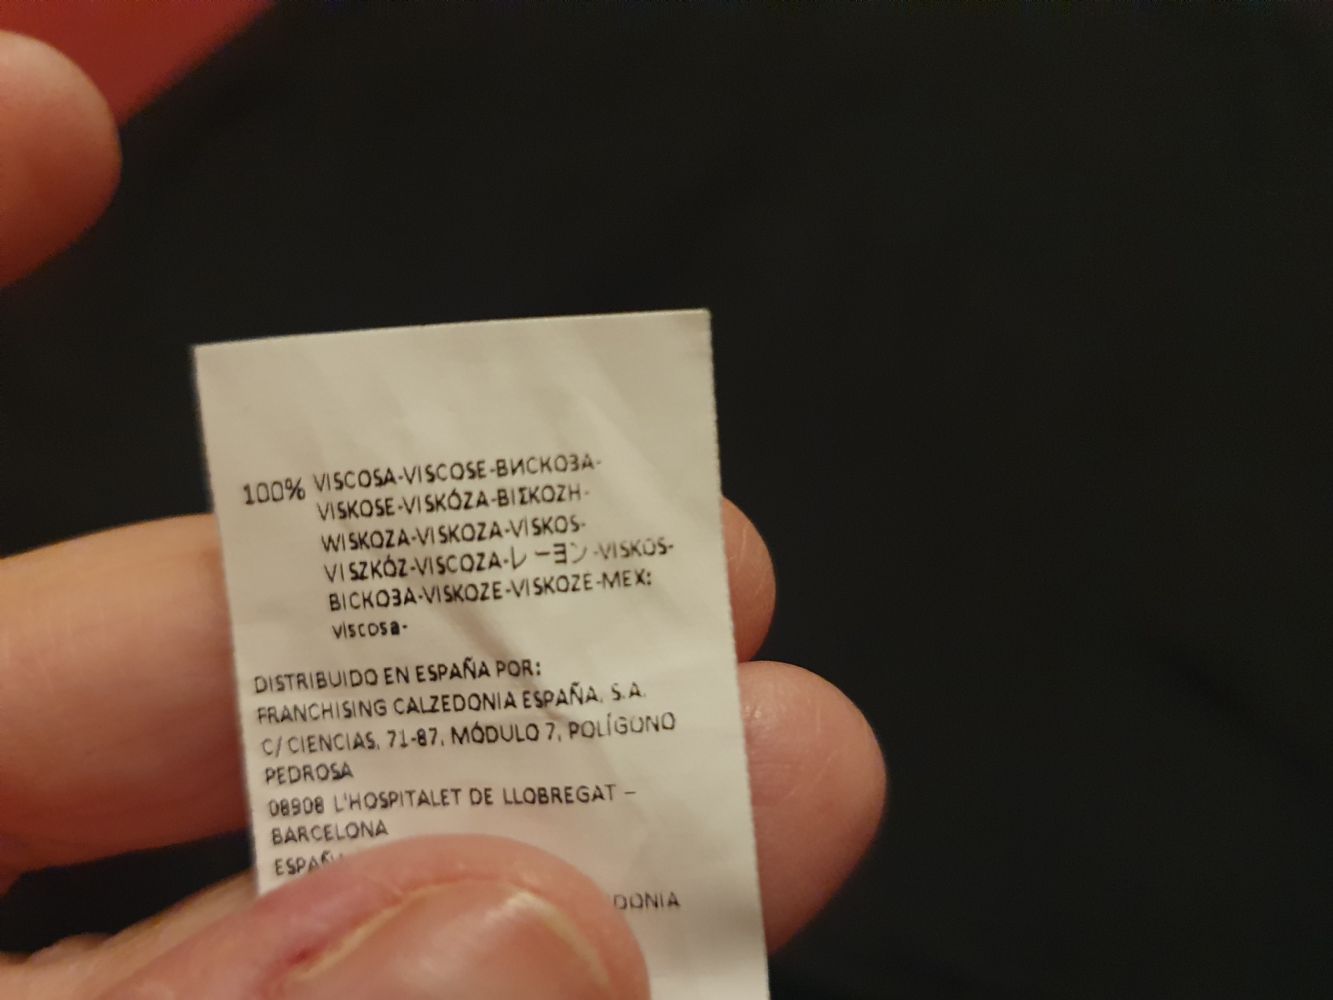 100% VISCOSA-VISCOSE-ВИСКОЗА-
VISKOSE-VISKÓZA-ΒΙΣΚΟΖΗ-
WISKOZA-VISKOZA-VISKOS-
VISZKÓZ-VISCOZA-レーヨン-VISKOS-
ВІСКОЗА-VISKOZE-VISKOZE-MEX:
viscosa-
DISTRIBUIDO EN ESPAÑA POR:
FRANCHISING CALZEDONIA ESPAÑA, S.A.
C/ CIENCIAS, 71-87, MÓDULO 7, POLÍGONO
PEDROSA
08908 L'HOSPITALET DE LLOBREGAT –
BARCELONA